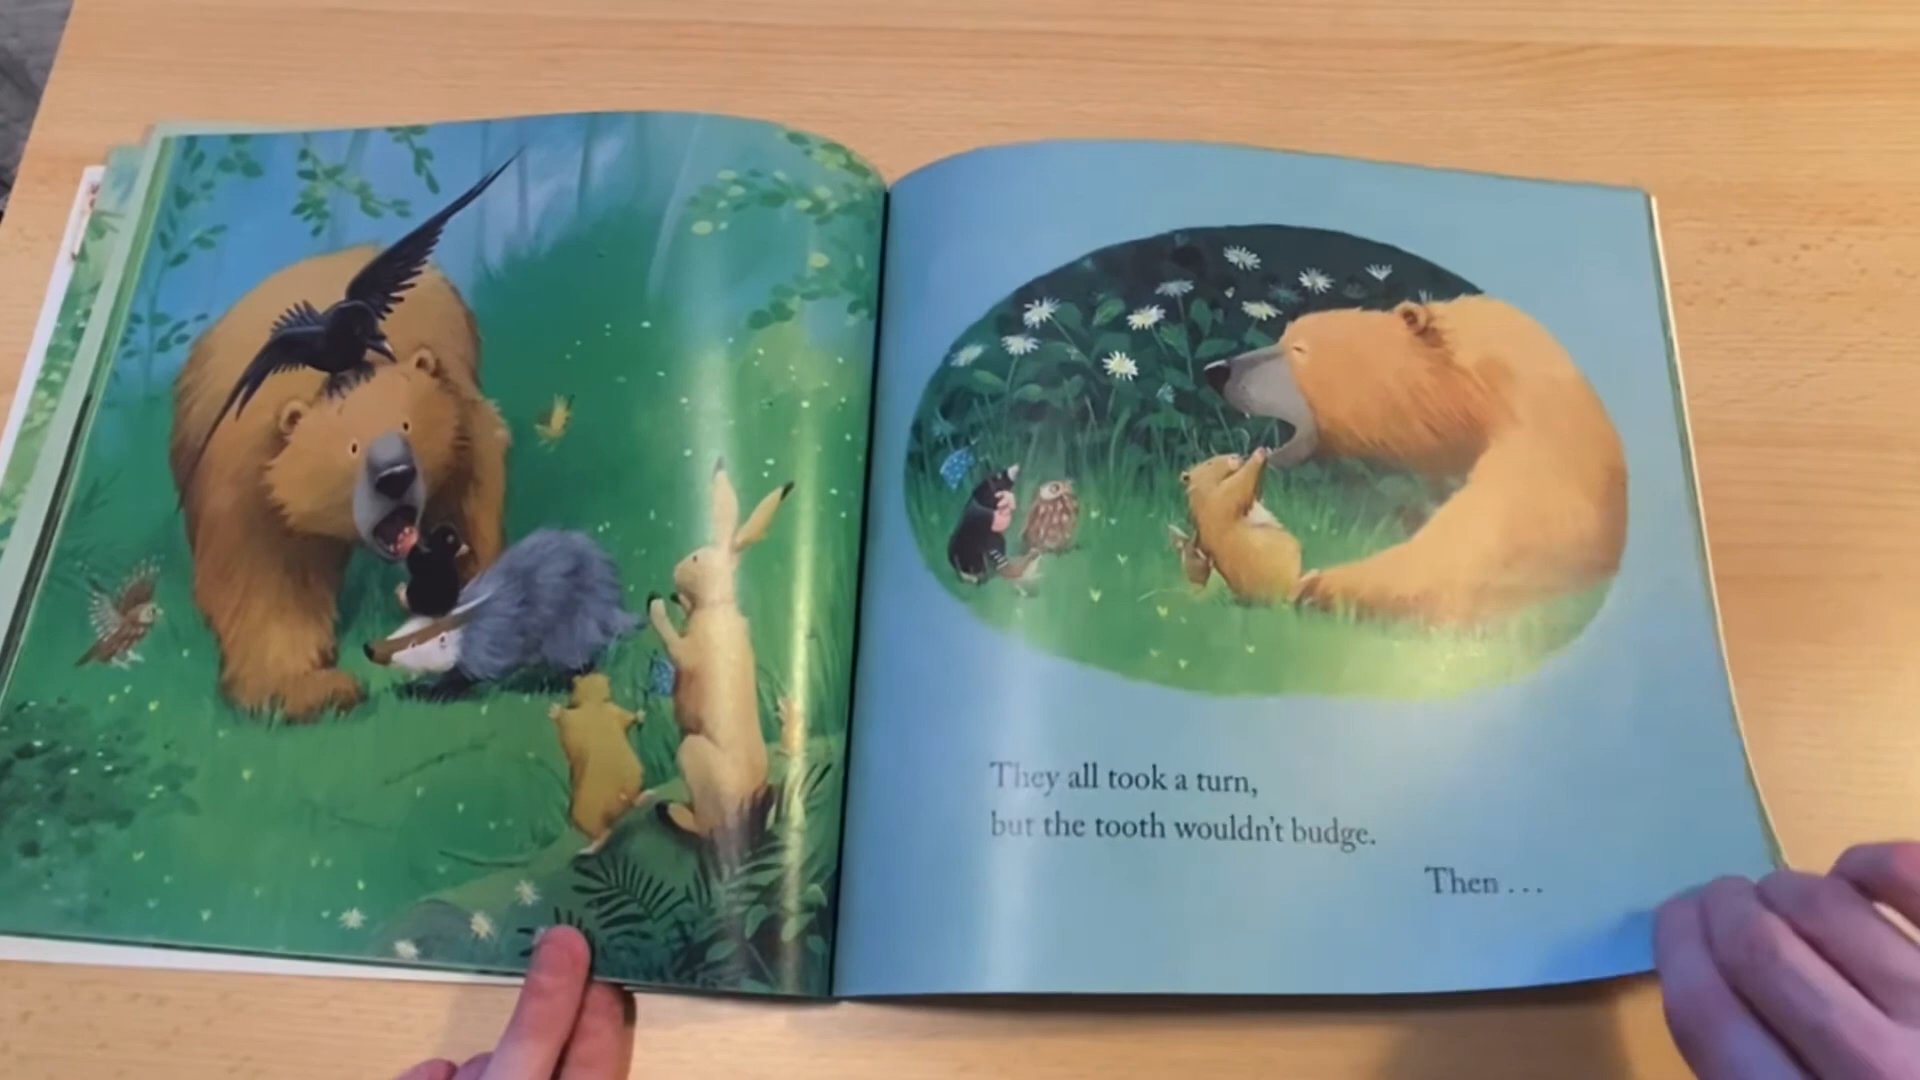 They all took a turn,
but the tooth wouldn't budge.
Then . . .